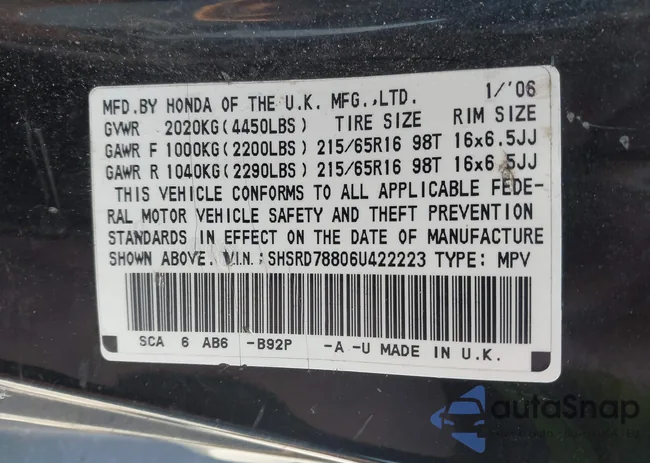 MFD.BY HONDA OF THE U.K. MFG.,LTD. 1/'06
GVWR 2020KG(4450LBS) TIRE SIZE RIM SIZE
GAWR F 1000KG(2200LBS) 215/65R16 98T 16x6.5JJ
GAWR R 1040KG(2290LBS) 215/65R16 98T 16x6.5JJ
THIS VEHICLE CONFORMS TO ALL APPLICABLE FEDE-
RAL MOTOR VEHICLE SAFETY AND THEFT PREVENTION
STANDARDS IN EFFECT ON THE DATE OF MANUFACTURE
SHOWN ABOVE. V.I.N.: SHSRD78806U422223 TYPE: MPV
SCA 6 AB6 -B92P -A -U MADE IN U.K.
autoSnap